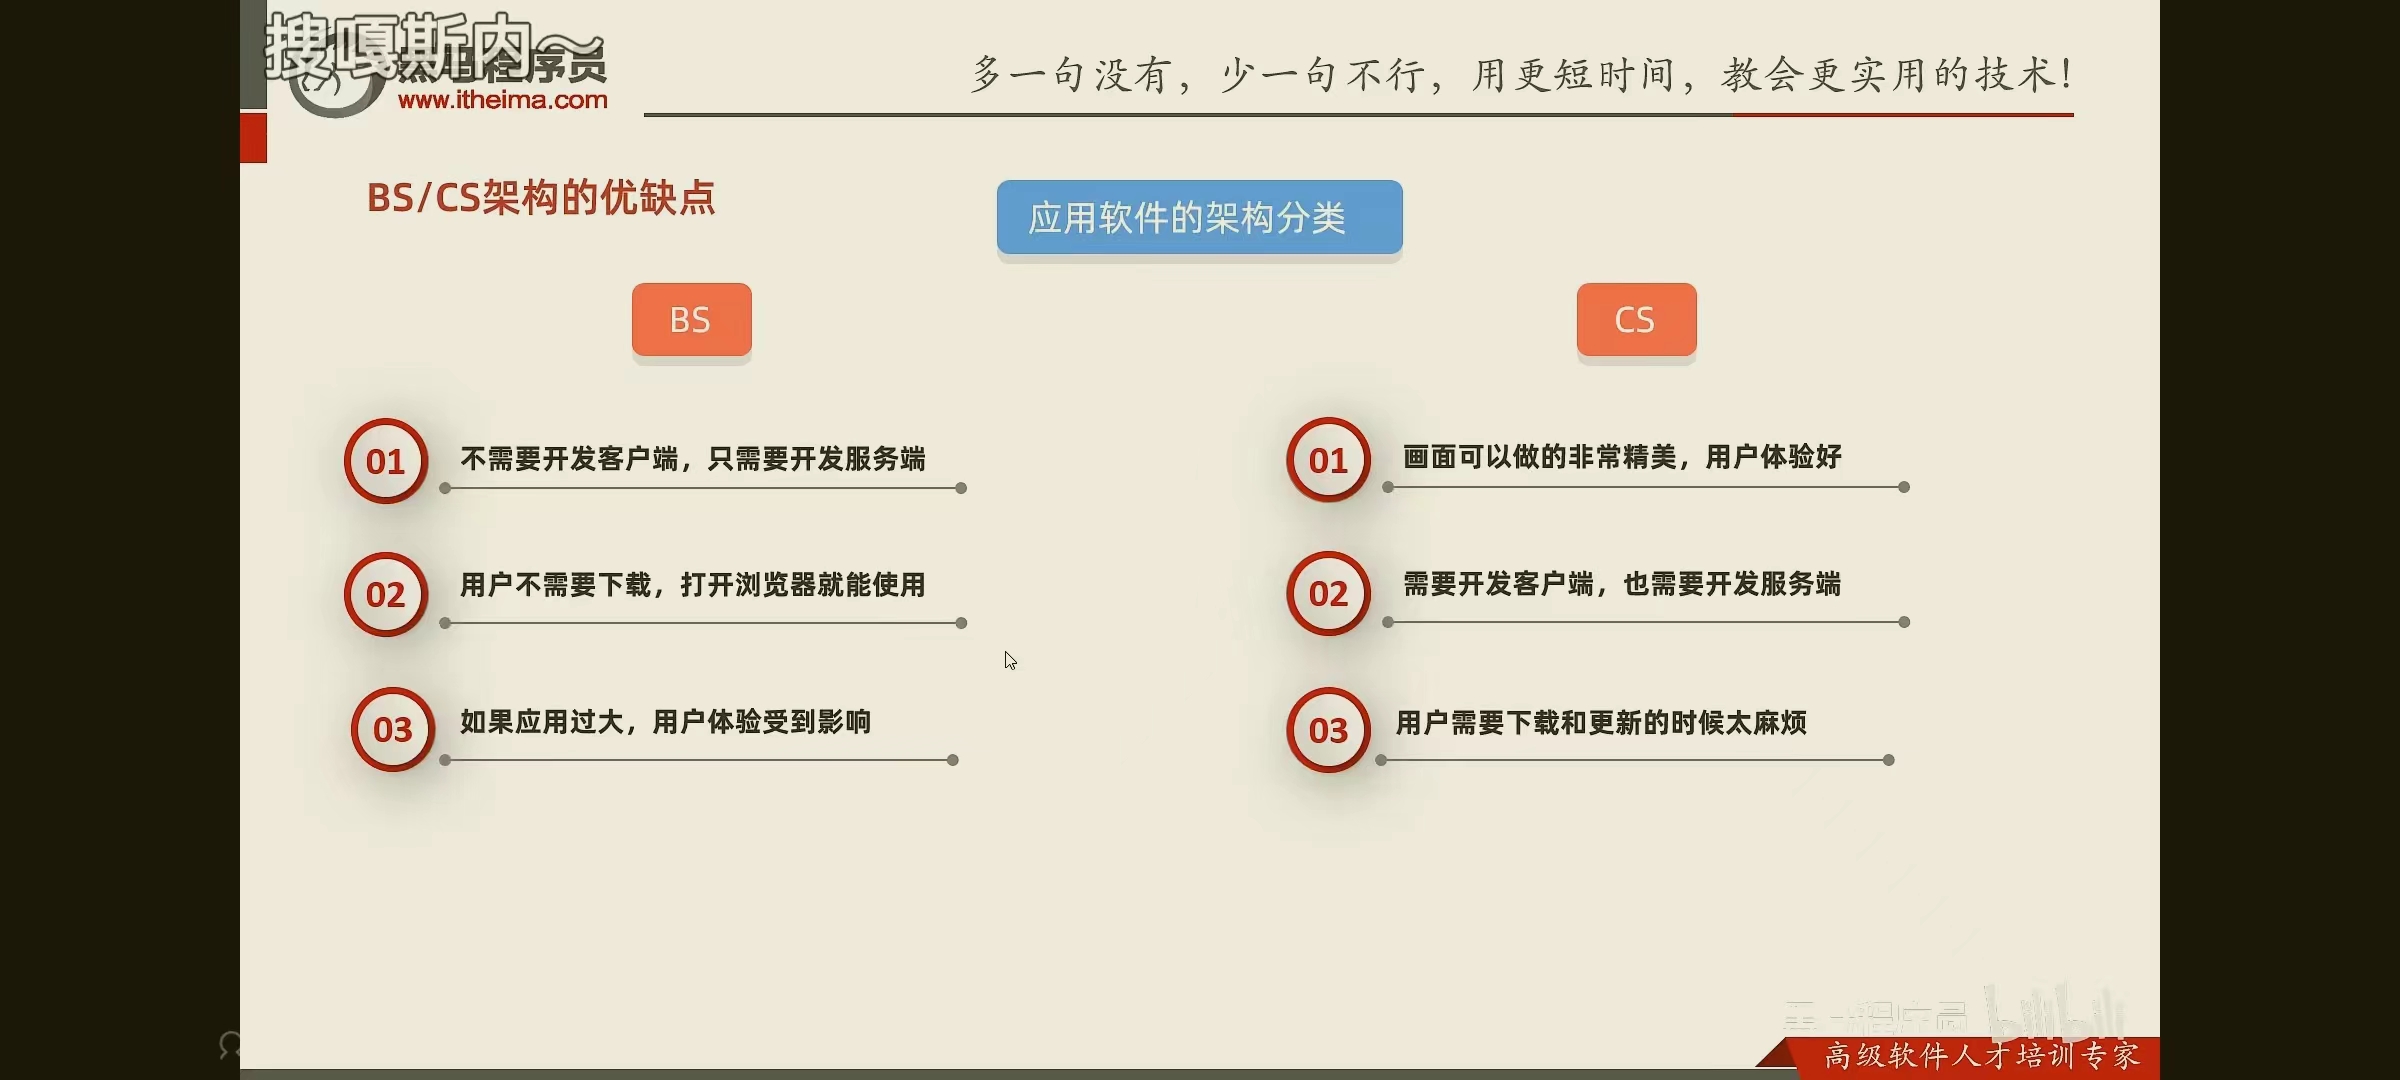 搜嘎斯内～
黑马程序员
www.itheima.com
多一句没有，少一句不行，用更短时间，教会更实用的技术！
BS/CS架构的优缺点
应用软件的架构分类
BS
01 不需要开发客户端，只需要开发服务端
02 用户不需要下载，打开浏览器就能使用
03 如果应用过大，用户体验受到影响
CS
01 画面可以做的非常精美，用户体验好
02 需要开发客户端，也需要开发服务端
03 用户需要下载和更新的时候太麻烦
bilibili
高级软件人才培训专家